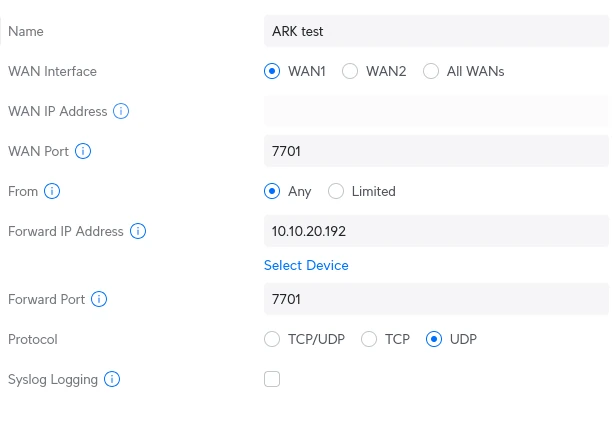 Name ARK test
WAN Interface WAN1 WAN2 All WANs
WAN IP Address
WAN Port 7701
From Any Limited
Forward IP Address 10.10.20.192
Select Device
Forward Port 7701
Protocol TCP/UDP TCP UDP
Syslog Logging